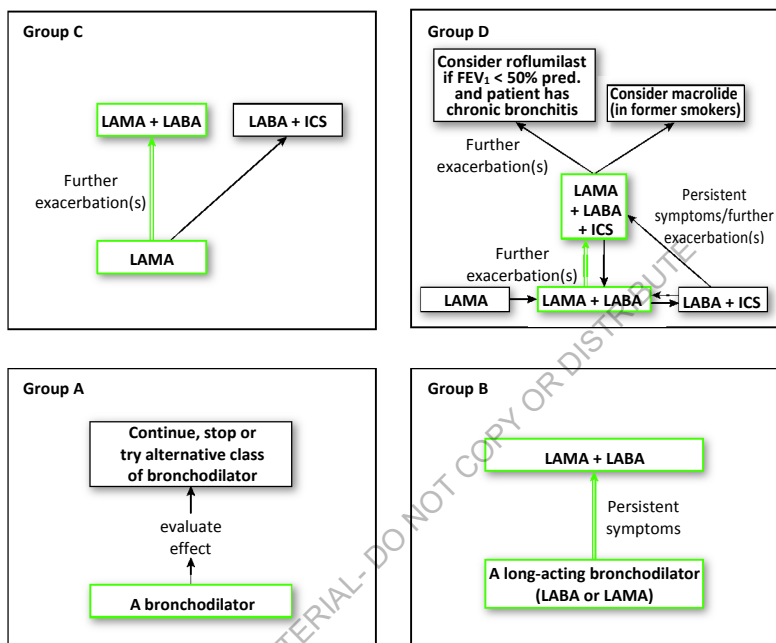 Group C
LAMA + LABA
LABA + ICS
Further
exacerbation(s)
LAMA
Group D
Consider roflumilast
if FEV₁ < 50% pred.
and patient has
chronic bronchitis
Consider macrolide
(in former smokers)
Further
exacerbation(s)
LAMA
+ LABA
+ ICS
Persistent
symptoms/further
exacerbation(s)
Further
exacerbation(s)
LAMA
LAMA + LABA
LABA + ICS
Group A
Continue, stop or
try alternative class
of bronchodilator
evaluate
effect
A bronchodilator
Group B
LAMA + LABA
Persistent
symptoms
A long-acting bronchodilator
(LABA or LAMA)
TERIAL- DO NOT COPY OR DISTRIBUTE